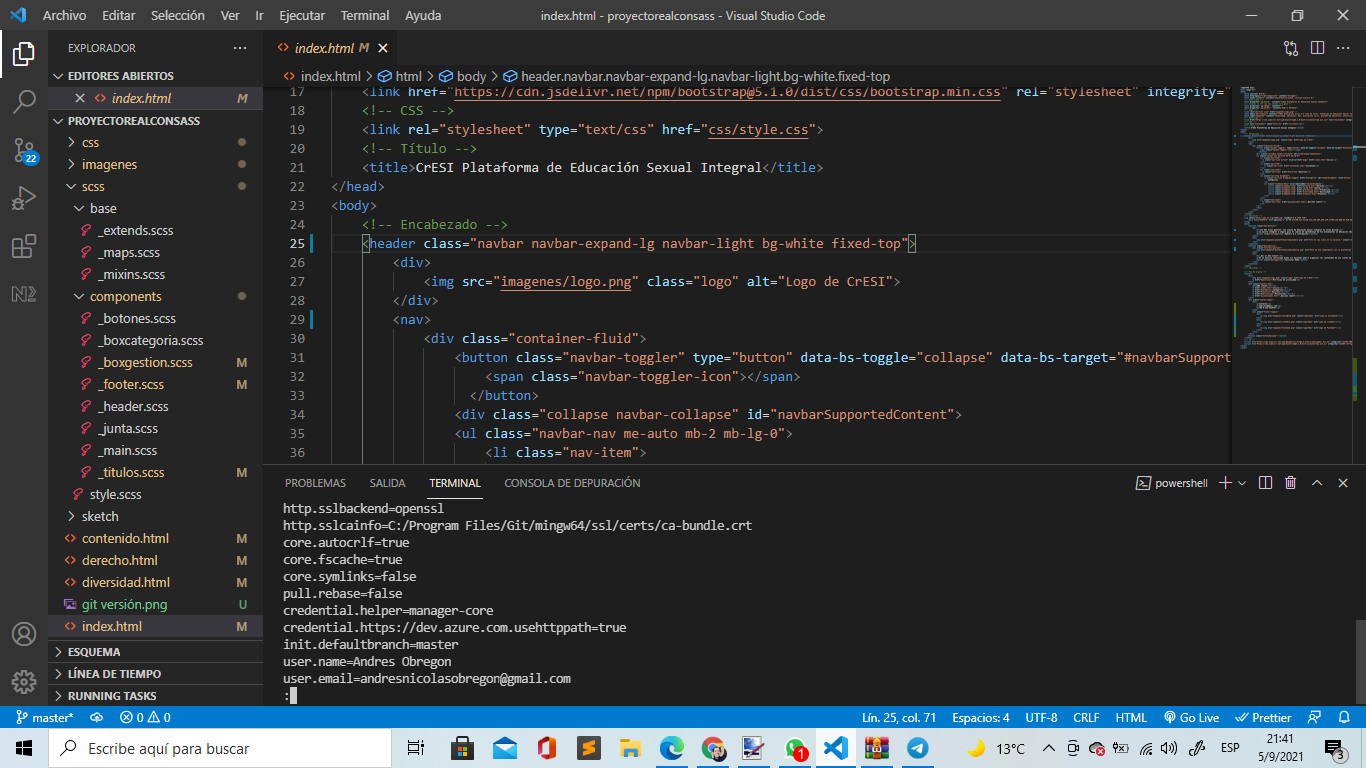 Archivo Editar Selección Ver Ir Ejecutar Terminal Ayuda index.html - proyectorealconsass - Visual Studio Code
EXPLORADOR
EDITORES ABIERTOS
index.html M
PROYECTOREALCONSASS
css
imagenes
scss
base
_extends.scss
_maps.scss
_mixins.scss
components
_botones.scss
_boxcategoria.scss
_boxgestion.scss M
_footer.scss M
_header.scss
_junta.scss
_main.scss
_titulos.scss M
style.scss
sketch
contenido.html M
derecho.html M
diversidad.html M
git versión.png U
index.html M
ESQUEMA
LÍNEA DE TIEMPO
RUNNING TASKS
22
index.html M
index.html > html > body > header.navbar.navbar-expand-lg.navbar-light.bg-white.fixed-top
17 <link href="https://cdn.jsdelivr.net/npm/bootstrap@5.1.0/dist/css/bootstrap.min.css" rel="stylesheet" integrity="
18 <!-- CSS -->
19 <link rel="stylesheet" type="text/css" href="css/style.css">
20 <!-- Título -->
21 <title>CrESI Plataforma de Educación Sexual Integral</title>
22 </head>
23 <body>
24 <!-- Encabezado -->
25 <header class="navbar navbar-expand-lg navbar-light bg-white fixed-top">
26 <div>
27 <img src="imagenes/logo.png" class="logo" alt="Logo de CrESI">
28 </div>
29 <nav>
30 <div class="container-fluid">
31 <button class="navbar-toggler" type="button" data-bs-toggle="collapse" data-bs-target="#navbarSupport
32 <span class="navbar-toggler-icon"></span>
33 </button>
34 <div class="collapse navbar-collapse" id="navbarSupportedContent">
35 <ul class="navbar-nav me-auto mb-2 mb-lg-0">
36 <li class="nav-item">
PROBLEMAS SALIDA TERMINAL CONSOLA DE DEPURACIÓN powershell
http.sslbackend=openssl
http.sslcainfo=C:/Program Files/Git/mingw64/ssl/certs/ca-bundle.crt
core.autocrlf=true
core.fscache=true
core.symlinks=false
pull.rebase=false
credential.helper=manager-core
credential.https://dev.azure.com.usehttppath=true
init.defaultbranch=master
user.name=Andres Obregon
user.email=andresnicolasobregon@gmail.com
:
master* 0 0 Lín. 25, col. 71 Espacios: 4 UTF-8 CRLF HTML Go Live Prettier
Escribe aquí para buscar 1 13°C ESP 21:41
5/9/2021 3